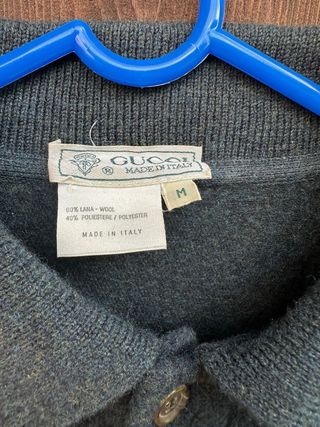 GUCCI
® MADE IN ITALY
M
60% LANA - WOOL
40% POLIESTERE / POLYESTER
MADE IN ITALY